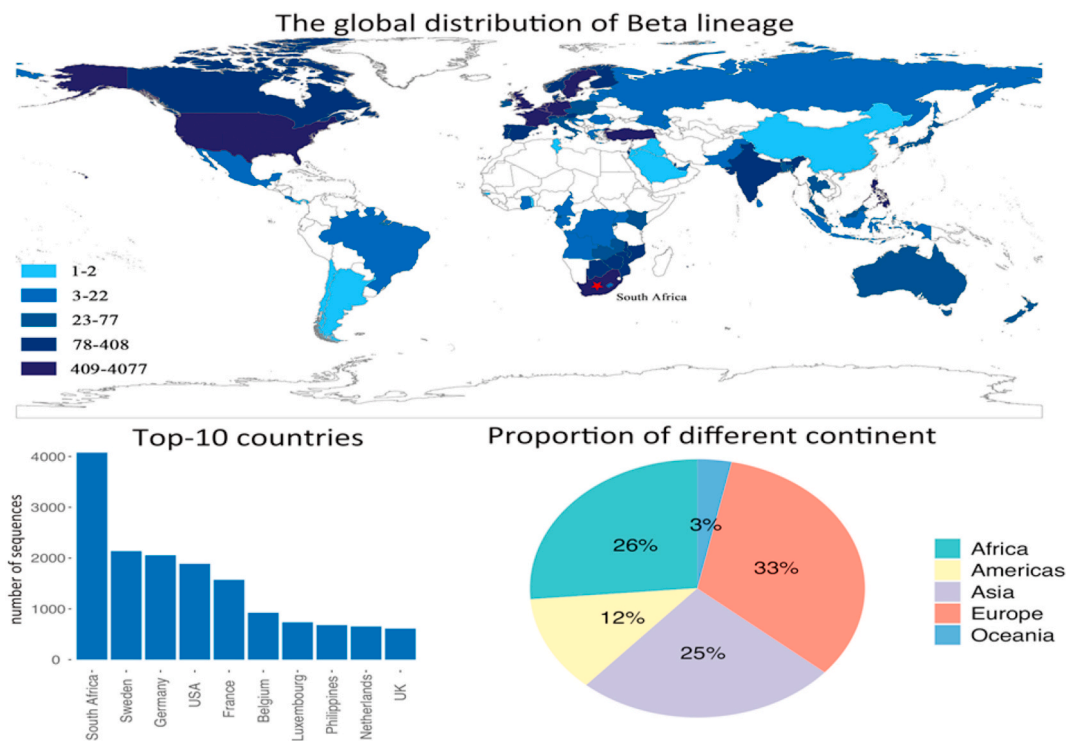 The global distribution of Beta lineage
1-2
3-22
23-77
78-408
409-4077
South Africa
Top-10 countries
number of sequences
4000
3000
2000
1000
0
South Africa
Sweden
Germany
USA
France
Belgium
Luxembourg
Philippines
Netherlands
UK
Proportion of different continent
3%
26%
33%
12%
25%
Africa
Americas
Asia
Europe
Oceania